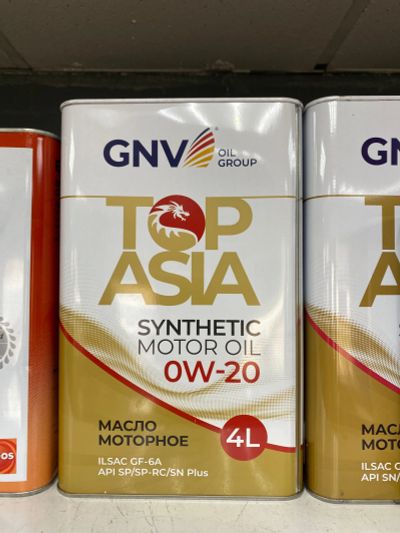 GNV
OIL
GROUP
TOP
ASIA
SYNTHETIC
MOTOR OIL
0W-20
МАСЛО
МОТОРНОЕ
4L
ILSAC GF-6A
API SP/SP-RC/SN Plus